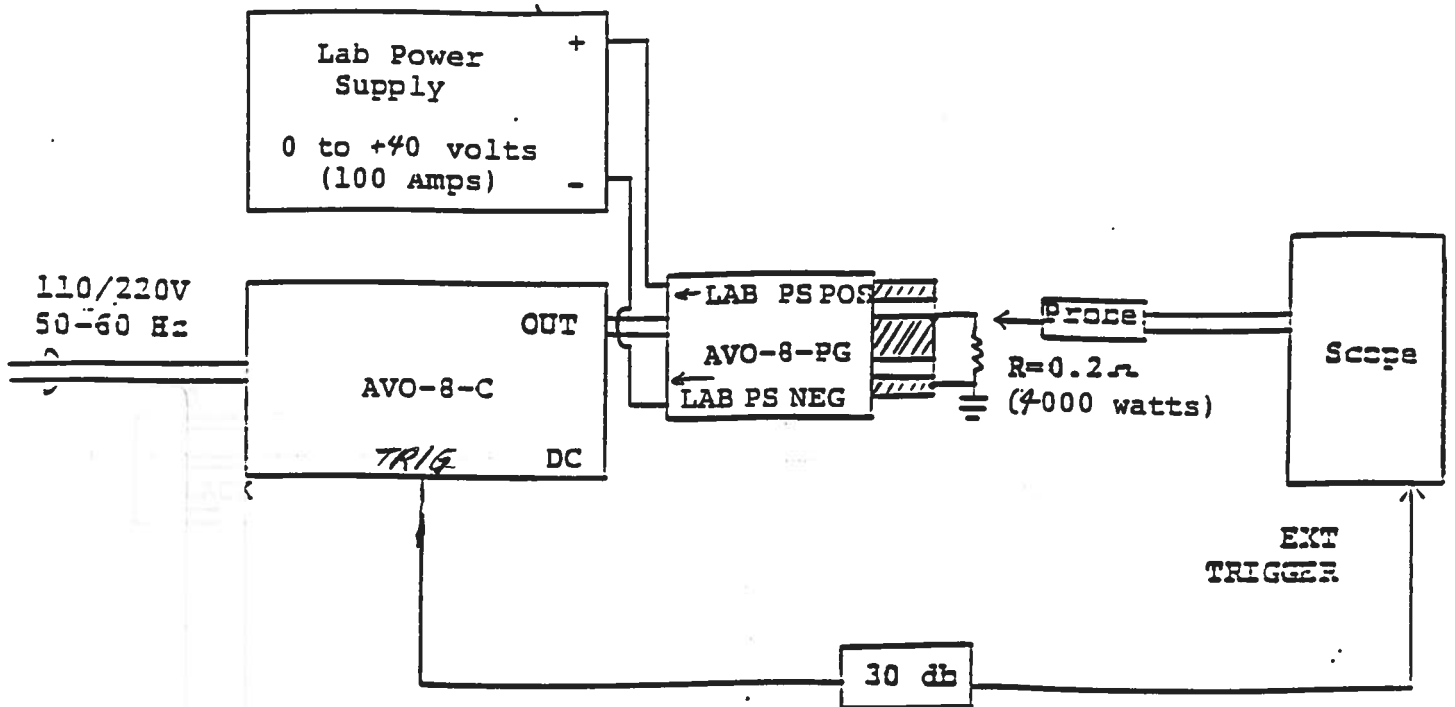 Lab Power
Supply
+
0 to +40 volts
(100 Amps)
-
110/220V
50-60 Hz
OUT
AVO-8-C
TRIG
DC
← LAB PS POS
AVO-8-PG
LAB PS NEG
R=0.2Ω
(4000 watts)
Probe
Scope
EXT
TRIGGER
30 db